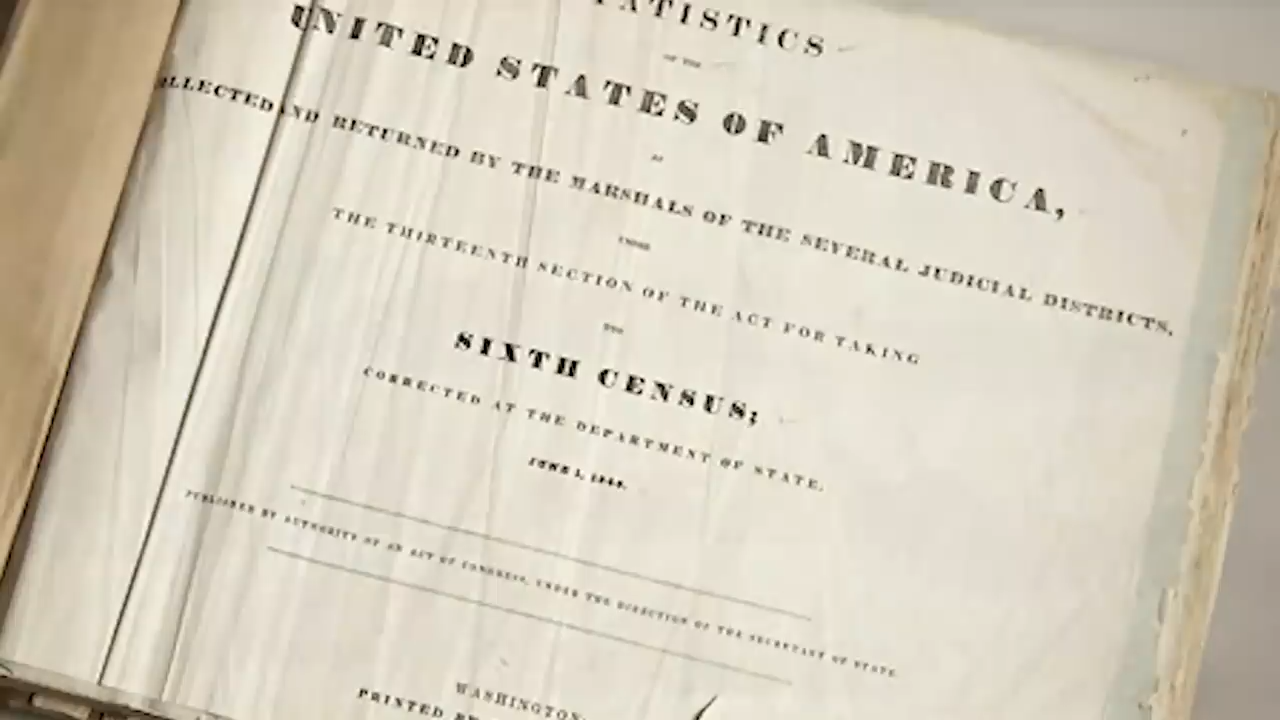 TATISTICS
OF THE
UNITED STATES OF AMERICA,
LLECTED AND RETURNED BY THE MARSHALS OF THE SEVERAL JUDICIAL DISTRICTS,
UNDER
THE THIRTEENTH SECTION OF THE ACT FOR TAKING
THE
SIXTH CENSUS;
CORRECTED AT THE DEPARTMENT OF STATE.
JUNE 1, 1840.
PUBLISHED BY AUTHORITY OF AN ACT OF CONGRESS, UNDER THE DIRECTION OF THE SECRETARY OF STATE.
WASHINGTON:
PRINTED BY